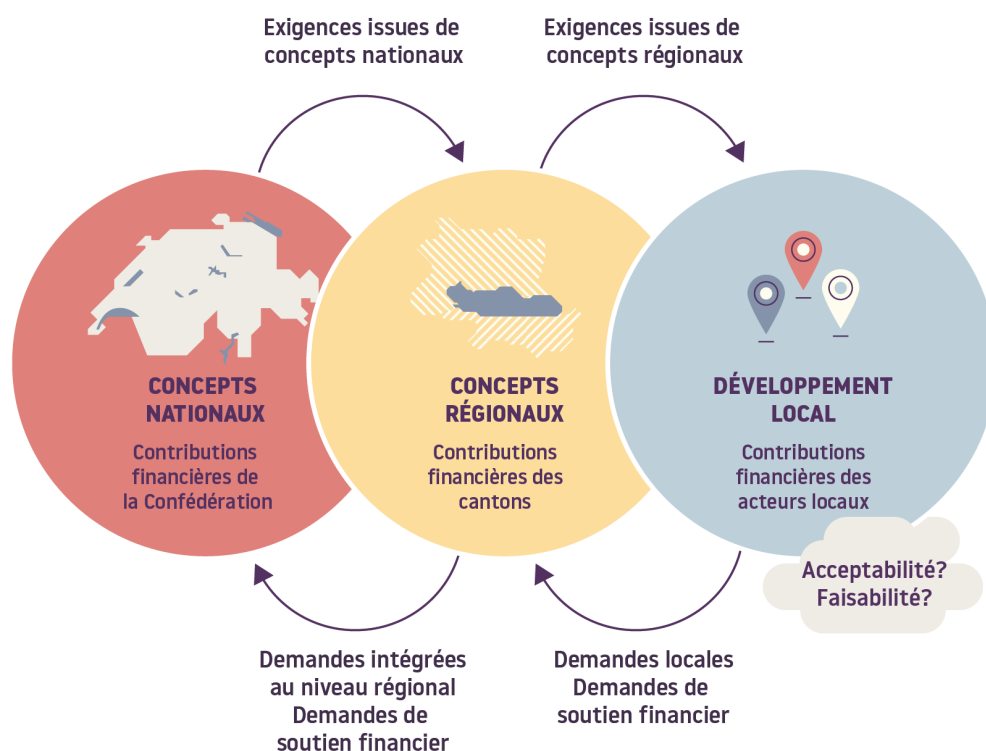 Exigences issues de
concepts nationaux
Exigences issues de
concepts régionaux
CONCEPTS
NATIONAUX
Contributions
financières de
la Confédération
CONCEPTS
RÉGIONAUX
Contributions
financières des
cantons
DÉVELOPPEMENT
LOCAL
Contributions
financières des
acteurs locaux
Acceptabilité?
Faisabilité?
Demandes intégrées
au niveau régional
Demandes de
soutien financier
Demandes locales
Demandes de
soutien financier